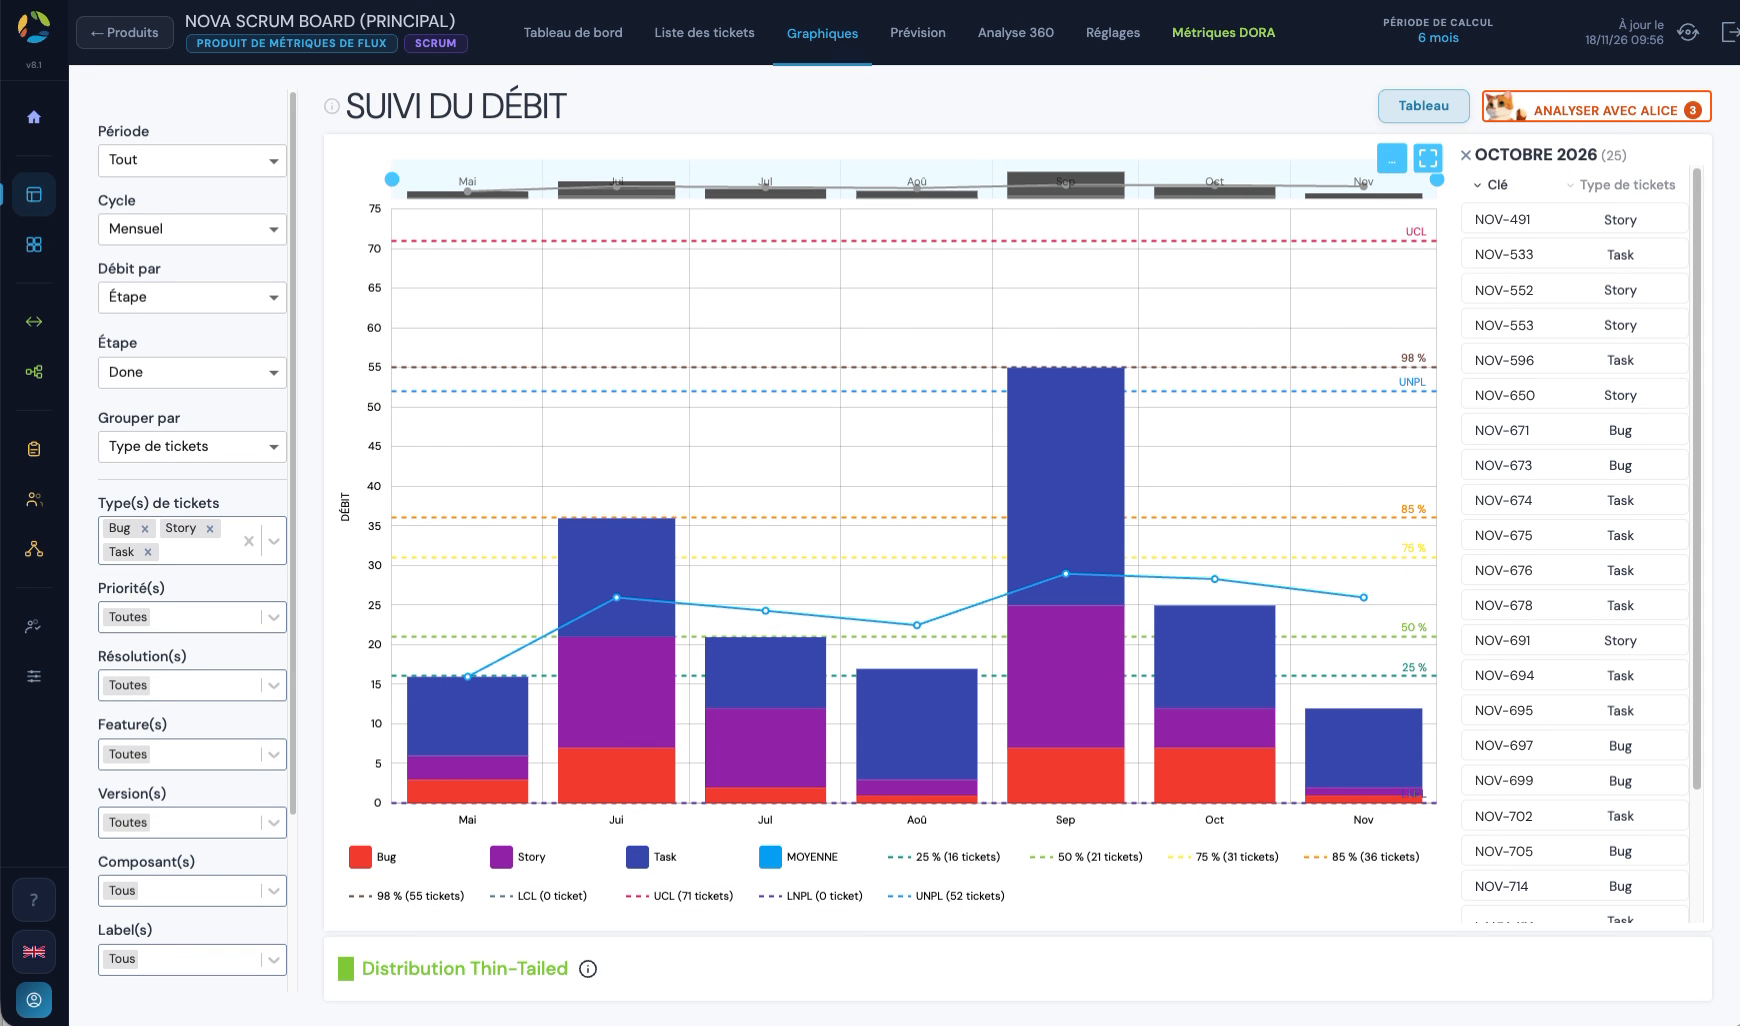 ← Produits
NOVA SCRUM BOARD (PRINCIPAL)
PRODUIT DE MÉTRIQUES DE FLUX
SCRUM
Tableau de bord
Liste des tickets
Graphiques
Prévision
Analyse 360
Réglages
Métriques DORA
PÉRIODE DE CALCUL
6 mois
À jour le
18/11/26 09:56
v8.1
Période
Tout
Cycle
Mensuel
Débit par
Étape
Étape
Done
Grouper par
Type de tickets
Type(s) de tickets
Bug × Story ×
Task ×
Priorité(s)
Toutes
Résolution(s)
Toutes
Feature(s)
Toutes
Version(s)
Toutes
Composant(s)
Tous
Label(s)
Tous
?
SUIVI DU DÉBIT
Tableau
ANALYSER AVEC ALICE 3
...
Mai Jui Jul Aoû Sep Oct Nov
DÉBIT
75
70
65
60
55
50
45
40
35
30
25
20
15
10
5
0
UCL
98 %
UNPL
85 %
75 %
50 %
25 %
Mai Jui Jul Aoû Sep Oct Nov
Bug Story Task MOYENNE 25 % (16 tickets) 50 % (21 tickets) 75 % (31 tickets) 85 % (36 tickets)
98 % (55 tickets) LCL (0 ticket) UCL (71 tickets) LNPL (0 ticket) UNPL (52 tickets)
OCTOBRE 2026 (25)
Clé Type de tickets
NOV-491 Story
NOV-533 Task
NOV-552 Story
NOV-553 Story
NOV-596 Task
NOV-650 Story
NOV-671 Bug
NOV-673 Bug
NOV-674 Task
NOV-675 Task
NOV-676 Task
NOV-678 Task
NOV-691 Story
NOV-694 Task
NOV-695 Task
NOV-697 Bug
NOV-699 Bug
NOV-702 Task
NOV-705 Bug
NOV-714 Bug
Task
Distribution Thin-Tailed